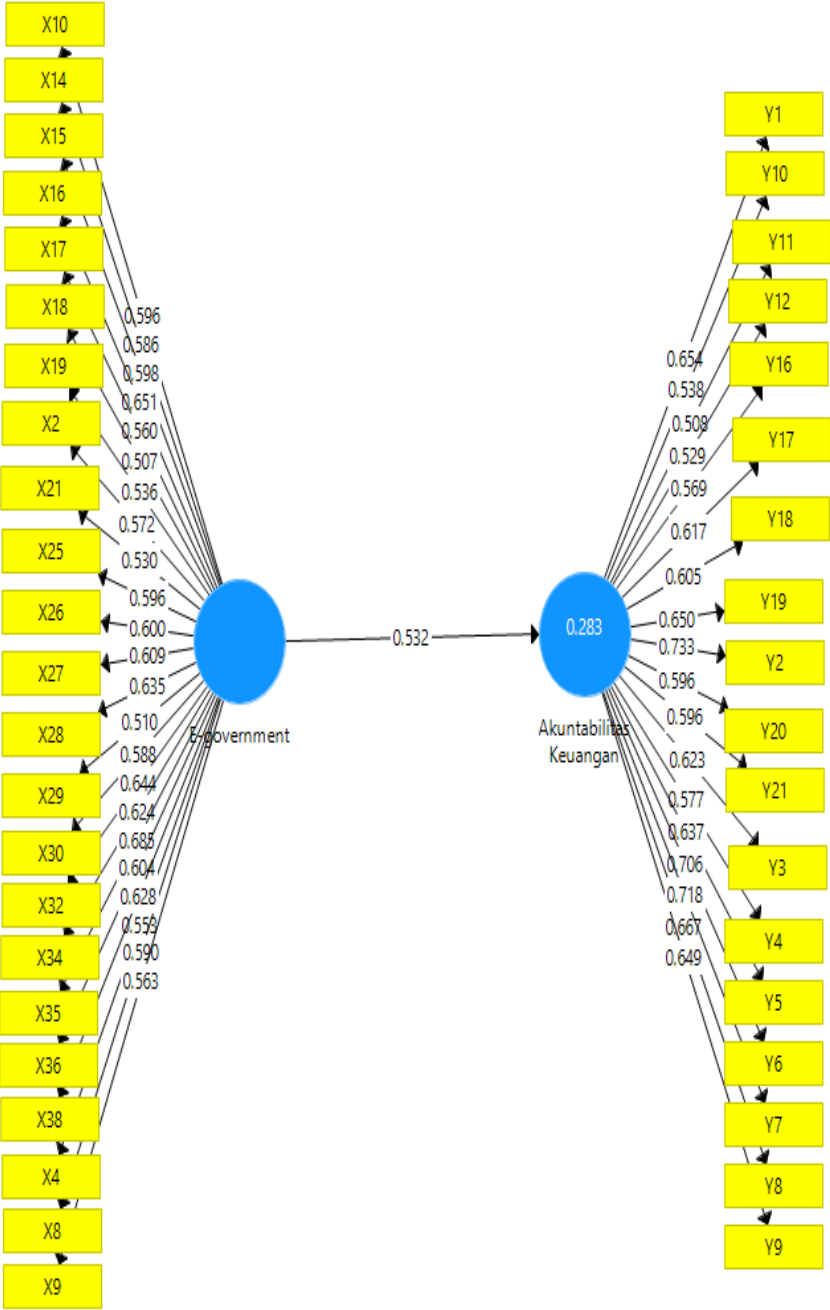 X10
X14
X15
X16
X17
X18
X19
X2
X21
X25
X26
X27
X28
X29
X30
X32
X34
X35
X36
X38
X4
X8
X9
0.596
0.586
0.598
0.651
0.560
0.507
0.536
0.572
0.530
0.596
0.600
0.609
0.635
0.510
0.588
0.644
0.624
0.685
0.604
0.628
0.553
0.590
0.563
E-government
0.532
0.283
Akuntabilitas
Keuangan
0.654
0.538
0.508
0.529
0.569
0.617
0.605
0.650
0.733
0.596
0.596
0.623
0.577
0.637
0.706
0.718
0.667
0.649
Y1
Y10
Y11
Y12
Y16
Y17
Y18
Y19
Y2
Y20
Y21
Y3
Y4
Y5
Y6
Y7
Y8
Y9